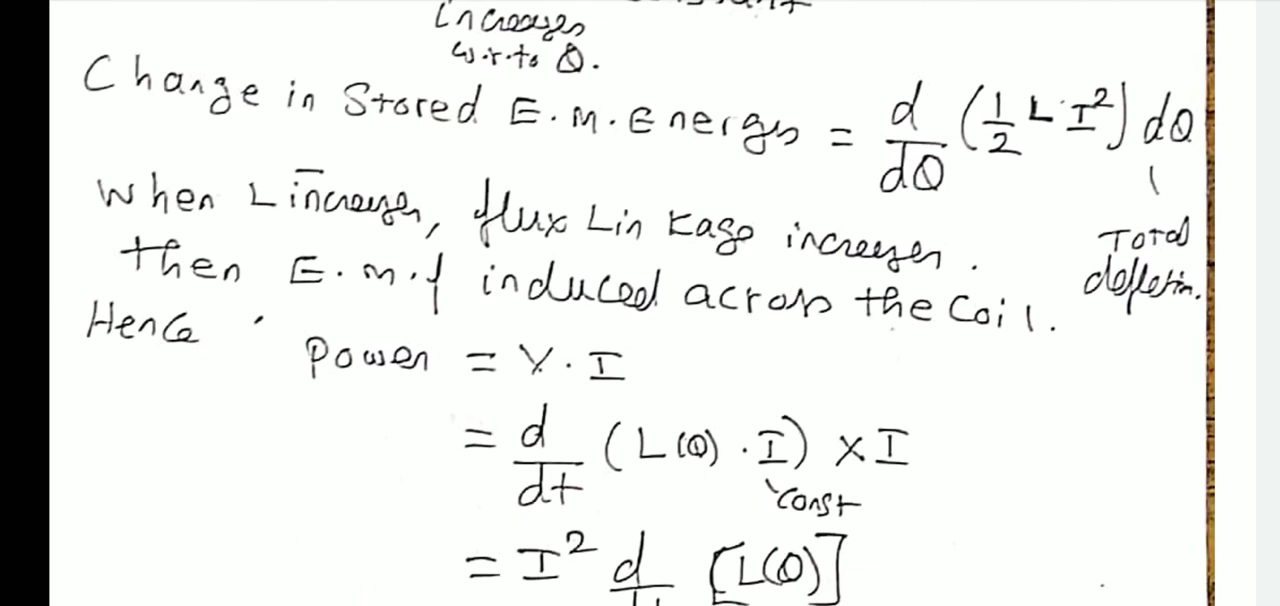 increases
w.r.to θ.
Change in Stored E.M.Energy = d/dθ (1/2 L I²) dθ
When L increases, flux Linkage increases.
Total
deflection.
then E.m.f induced across the Coil.
Hence
Power = V.I
= d/dt (L(θ) . I) × I
const
= I² d/dt [L(θ)]